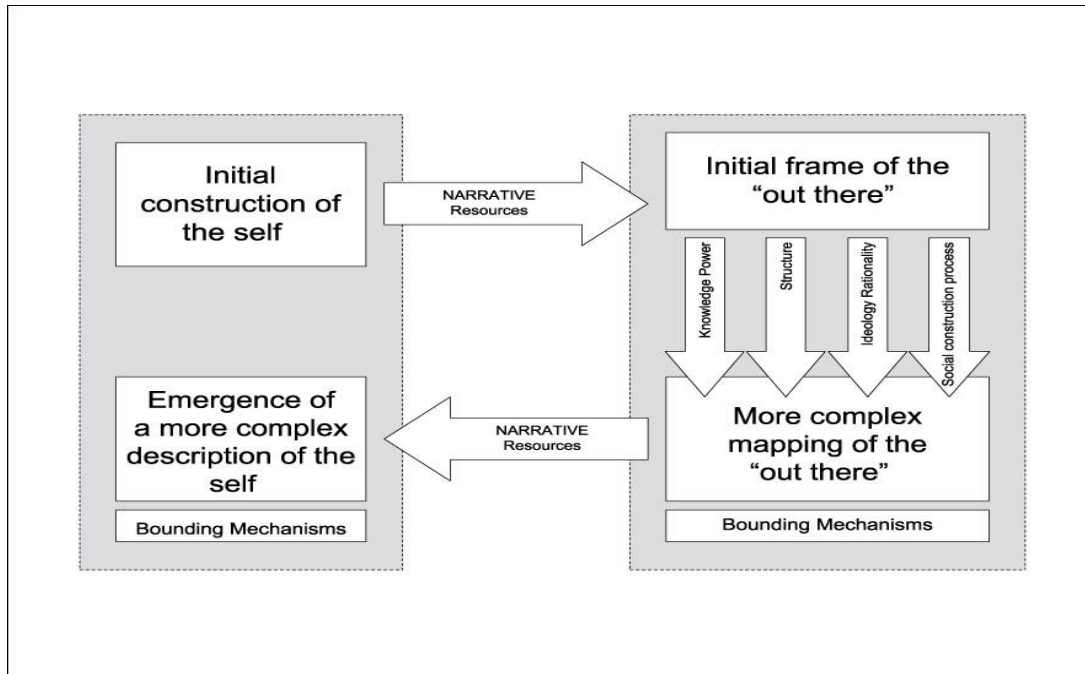 Initial
construction of
the self
NARRATIVE
Resources
Initial frame of the
“out there”
Knowledge Power
Structure
Ideology Rationality
Social construction process
Emergence of
a more complex
description of the
self
NARRATIVE
Resources
More complex
mapping of the
“out there”
Bounding Mechanisms
Bounding Mechanisms